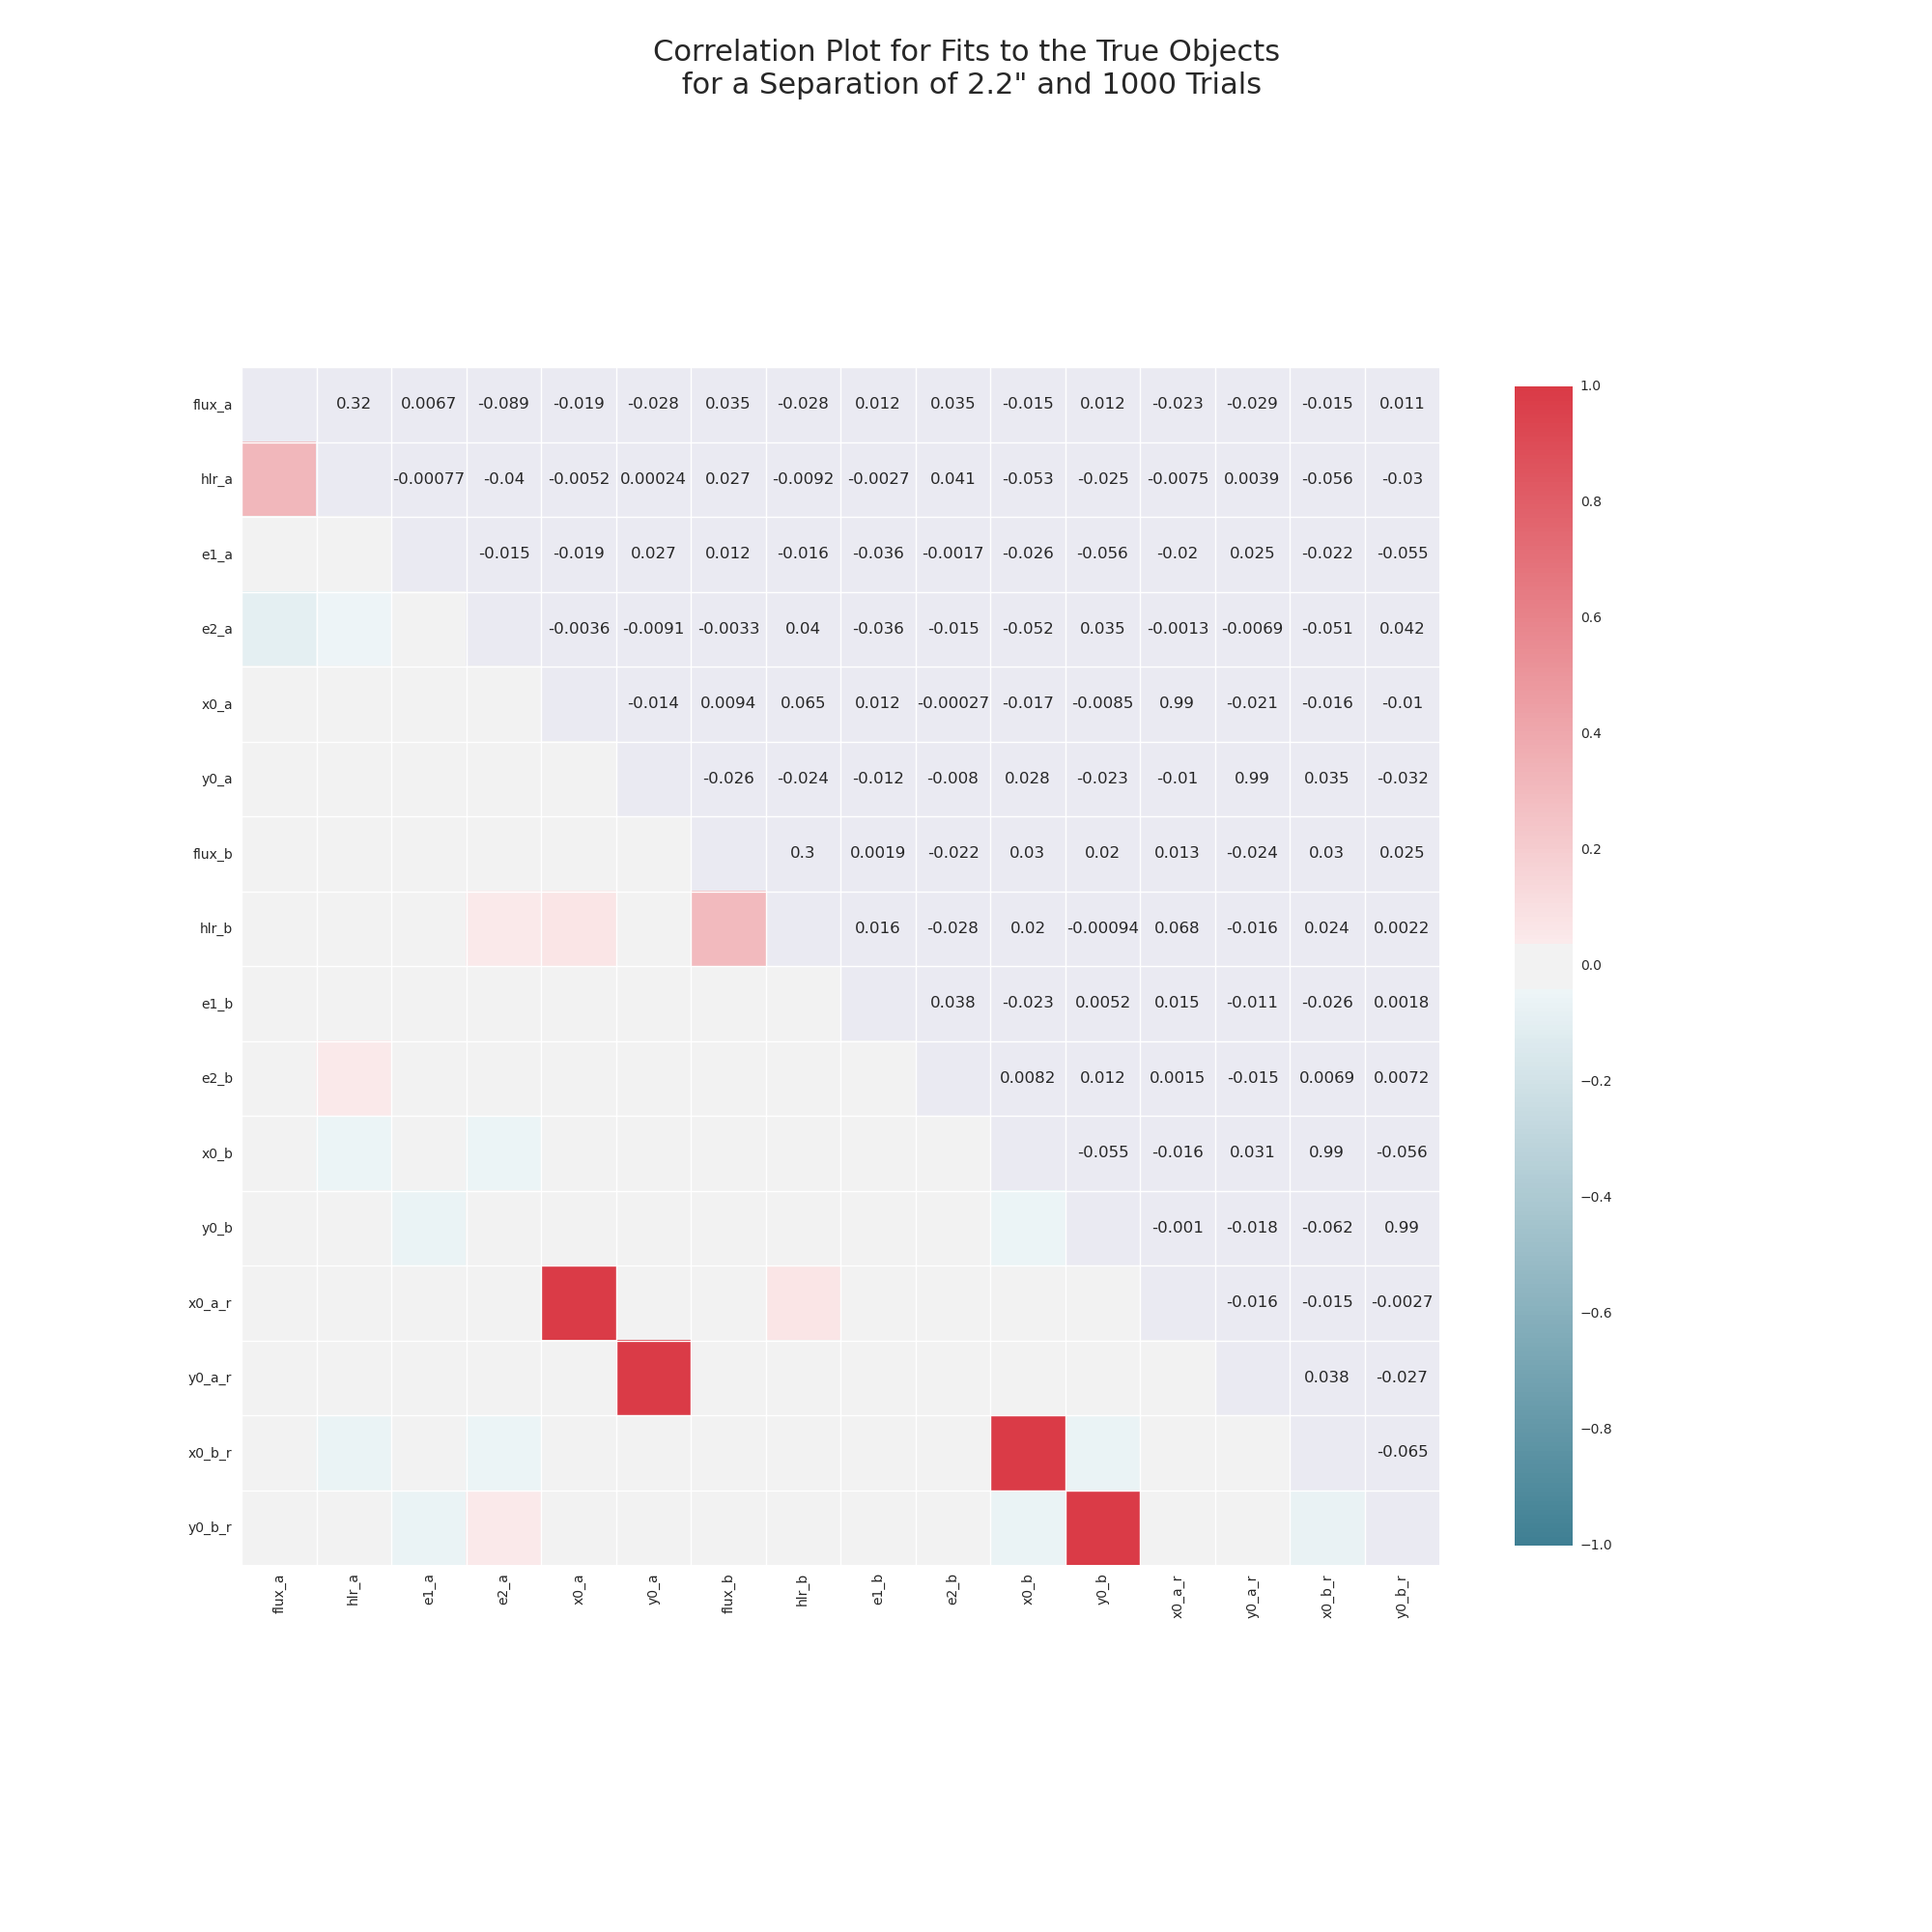 Correlation Plot for Fits to the True Objects
for a Separation of 2.2" and 1000 Trials
flux_a 0.32 0.0067 -0.089 -0.019 -0.028 0.035 -0.028 0.012 0.035 -0.015 0.012 -0.023 -0.029 -0.015 0.011
hlr_a -0.00077 -0.04 -0.0052 0.00024 0.027 -0.0092 -0.0027 0.041 -0.053 -0.025 -0.0075 0.0039 -0.056 -0.03
e1_a -0.015 -0.019 0.027 0.012 -0.016 -0.036 -0.0017 -0.026 -0.056 -0.02 0.025 -0.022 -0.055
e2_a -0.0036 -0.0091 -0.0033 0.04 -0.036 -0.015 -0.052 0.035 -0.0013 -0.0069 -0.051 0.042
x0_a -0.014 0.0094 0.065 0.012 -0.00027 -0.017 -0.0085 0.99 -0.021 -0.016 -0.01
y0_a -0.026 -0.024 -0.012 -0.008 0.028 -0.023 -0.01 0.99 0.035 -0.032
flux_b 0.3 0.0019 -0.022 0.03 0.02 0.013 -0.024 0.03 0.025
hlr_b 0.016 -0.028 0.02 -0.00094 0.068 -0.016 0.024 0.0022
e1_b 0.038 -0.023 0.0052 0.015 -0.011 -0.026 0.0018
e2_b 0.0082 0.012 0.0015 -0.015 0.0069 0.0072
x0_b -0.055 -0.016 0.031 0.99 -0.056
y0_b -0.001 -0.018 -0.062 0.99
x0_a_r -0.016 -0.015 -0.0027
y0_a_r 0.038 -0.027
x0_b_r -0.065
y0_b_r
flux_a hlr_a e1_a e2_a x0_a y0_a flux_b hlr_b e1_b e2_b x0_b y0_b x0_a_r y0_a_r x0_b_r y0_b_r
1.0
0.8
0.6
0.4
0.2
0.0
−0.2
−0.4
−0.6
−0.8
−1.0